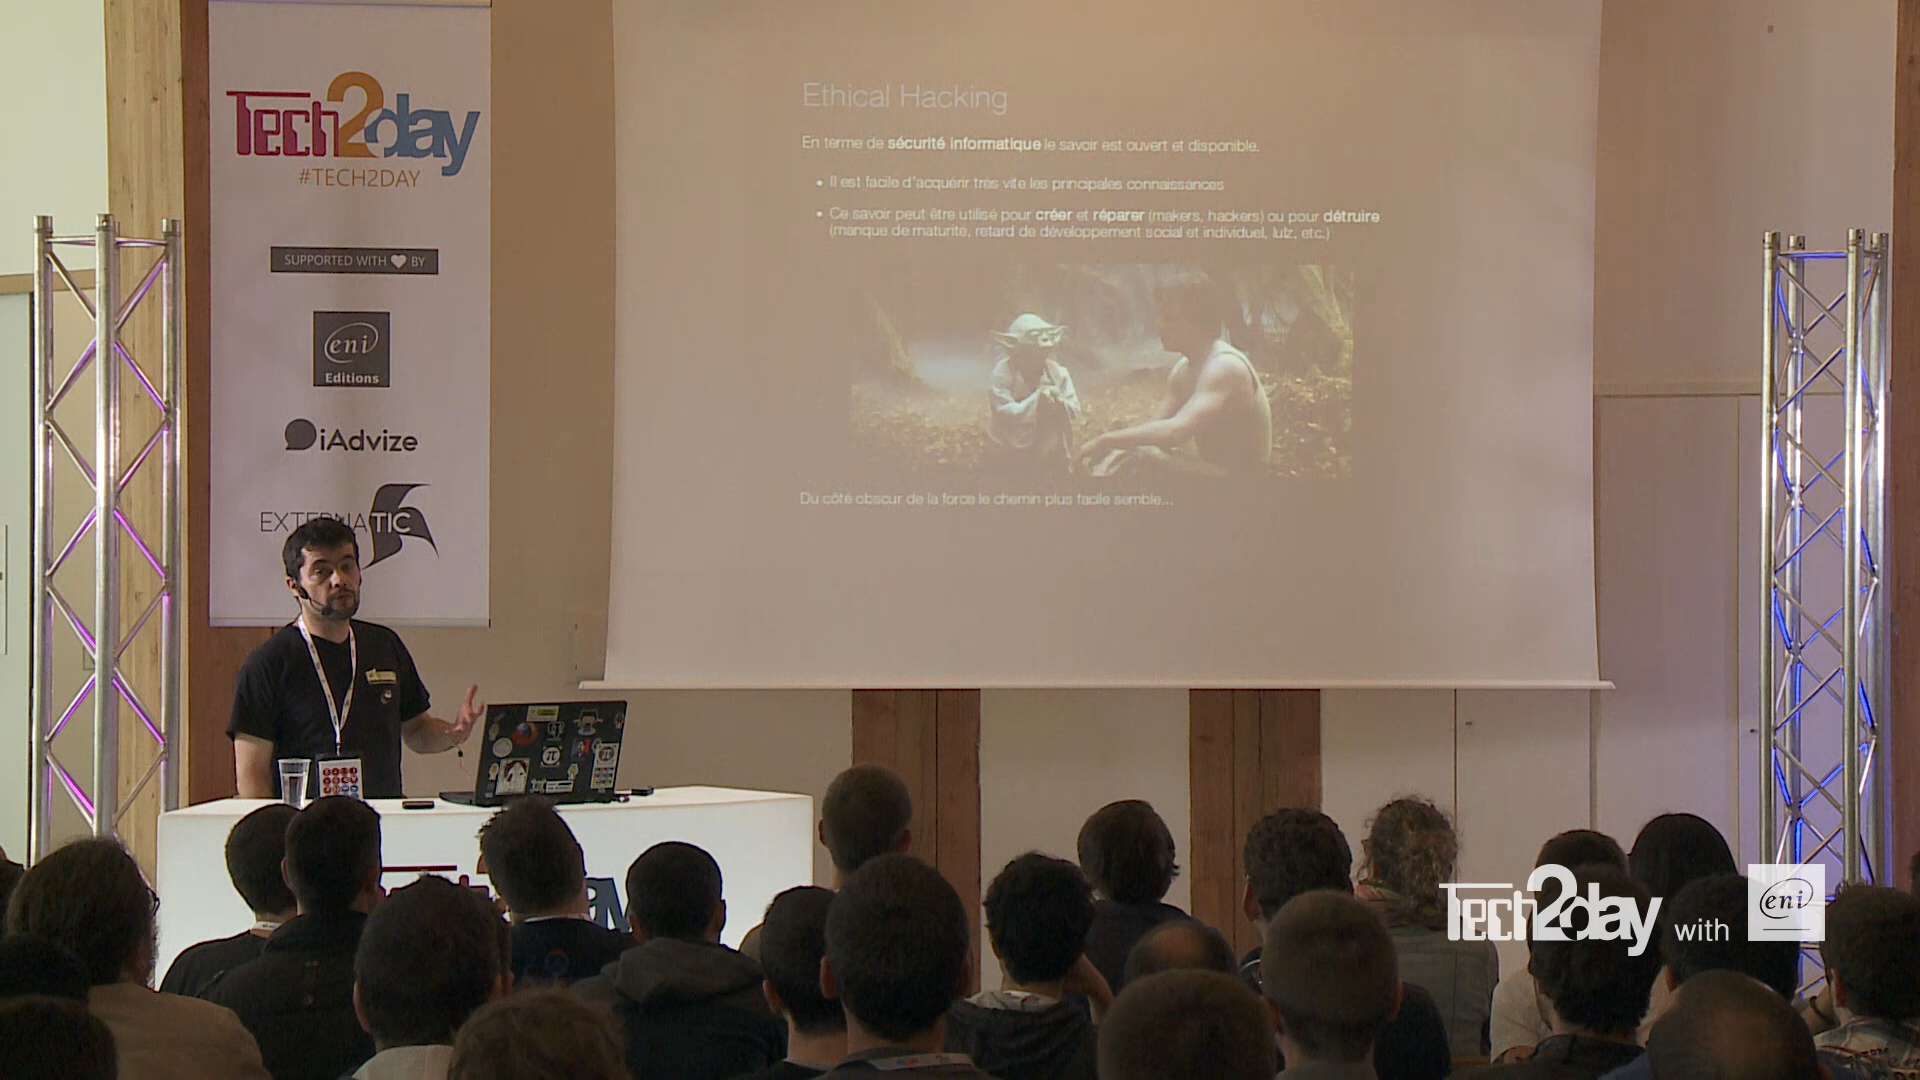 Tech2day
#TECH2DAY
SUPPORTED WITH BY
eni
Editions
iAdvize
EXTERNATIC
Ethical Hacking
En terme de sécurité informatique le savoir est ouvert et disponible.
• Il est facile d'acquérir très vite les principales connaissances
• Ce savoir peut être utilisé pour créer et réparer (makers, hackers) ou pour détruire
(manque de maturité, retard de développement social et individuel, lulz, etc.)
Du côté obscur de la force le chemin plus facile semble...
Tech2day with eni